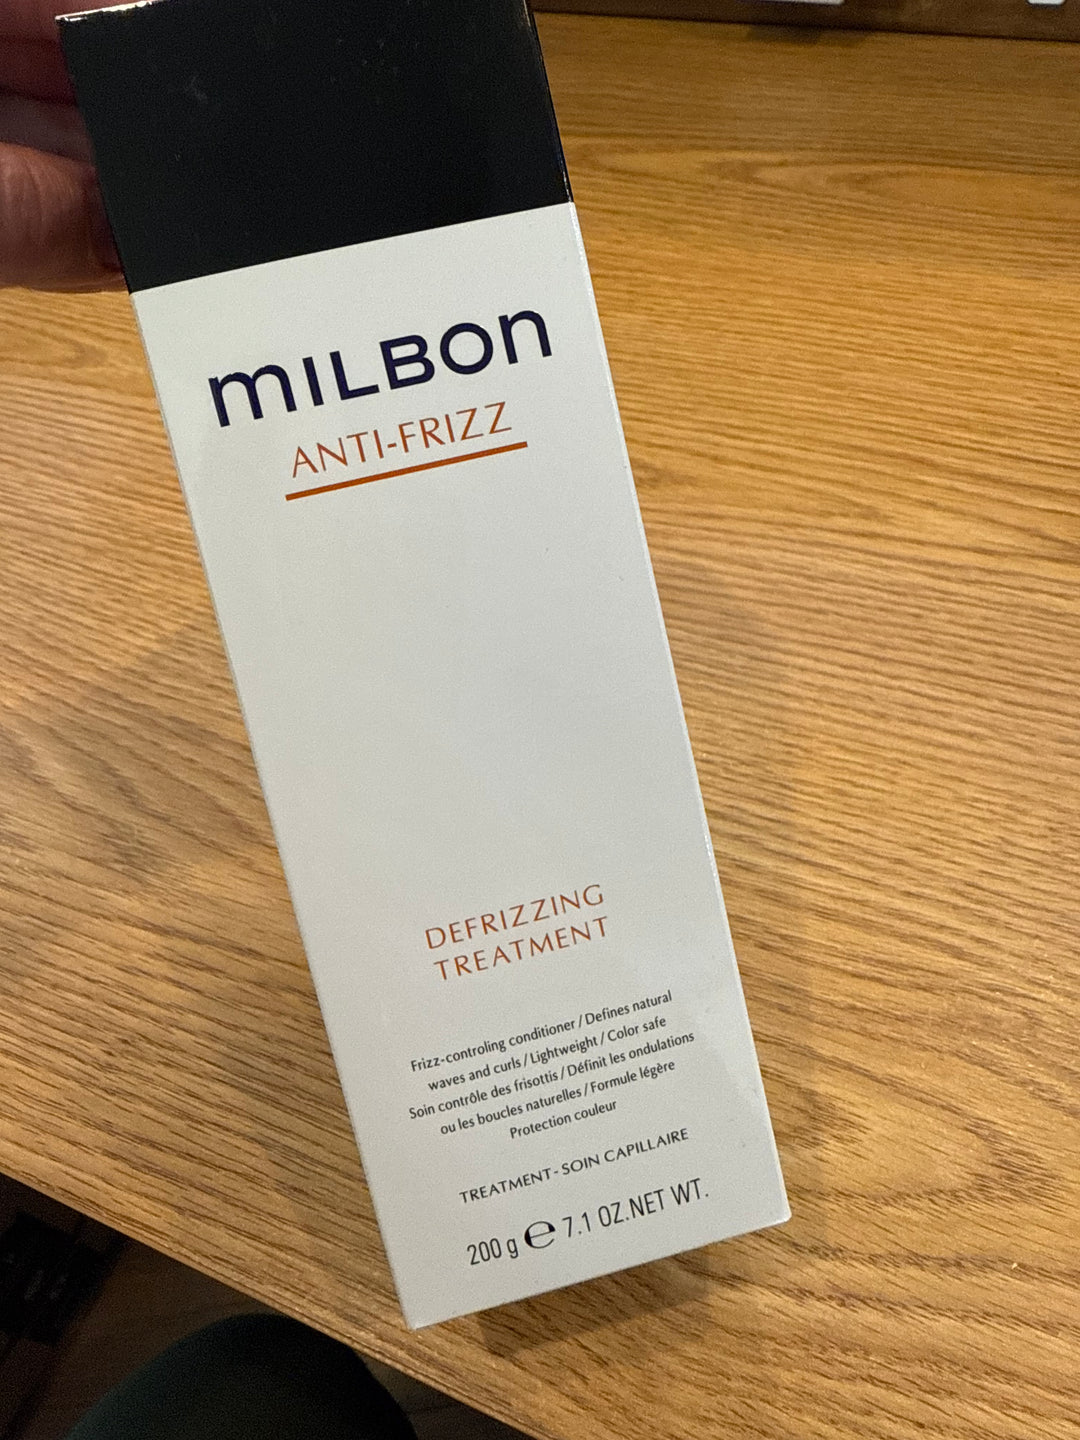 mILBON
ANTI-FRIZZ
DEFRIZZING
TREATMENT
Frizz-controling conditioner / Defines natural
waves and curls / Lightweight / Color safe
Soin contrôle des frisottis / Définit les ondulations
ou les boucles naturelles / Formule légère
Protection couleur
TREATMENT - SOIN CAPILLAIRE
200 g ℮ 7.1 OZ.NET WT.